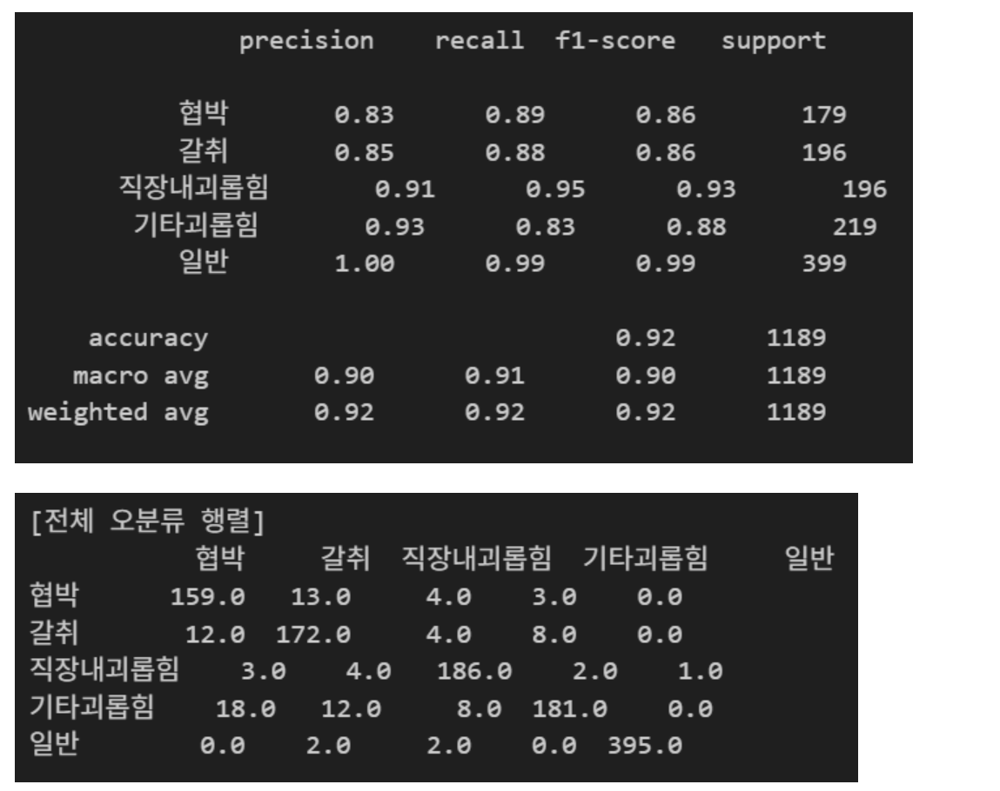 precision recall f1-score support
협박 0.83 0.89 0.86 179
갈취 0.85 0.88 0.86 196
직장내괴롭힘 0.91 0.95 0.93 196
기타괴롭힘 0.93 0.83 0.88 219
일반 1.00 0.99 0.99 399
accuracy 0.92 1189
macro avg 0.90 0.91 0.90 1189
weighted avg 0.92 0.92 0.92 1189
[전체 오분류 행렬]
협박 갈취 직장내괴롭힘 기타괴롭힘 일반
협박 159.0 13.0 4.0 3.0 0.0
갈취 12.0 172.0 4.0 8.0 0.0
직장내괴롭힘 3.0 4.0 186.0 2.0 1.0
기타괴롭힘 18.0 12.0 8.0 181.0 0.0
일반 0.0 2.0 2.0 0.0 395.0